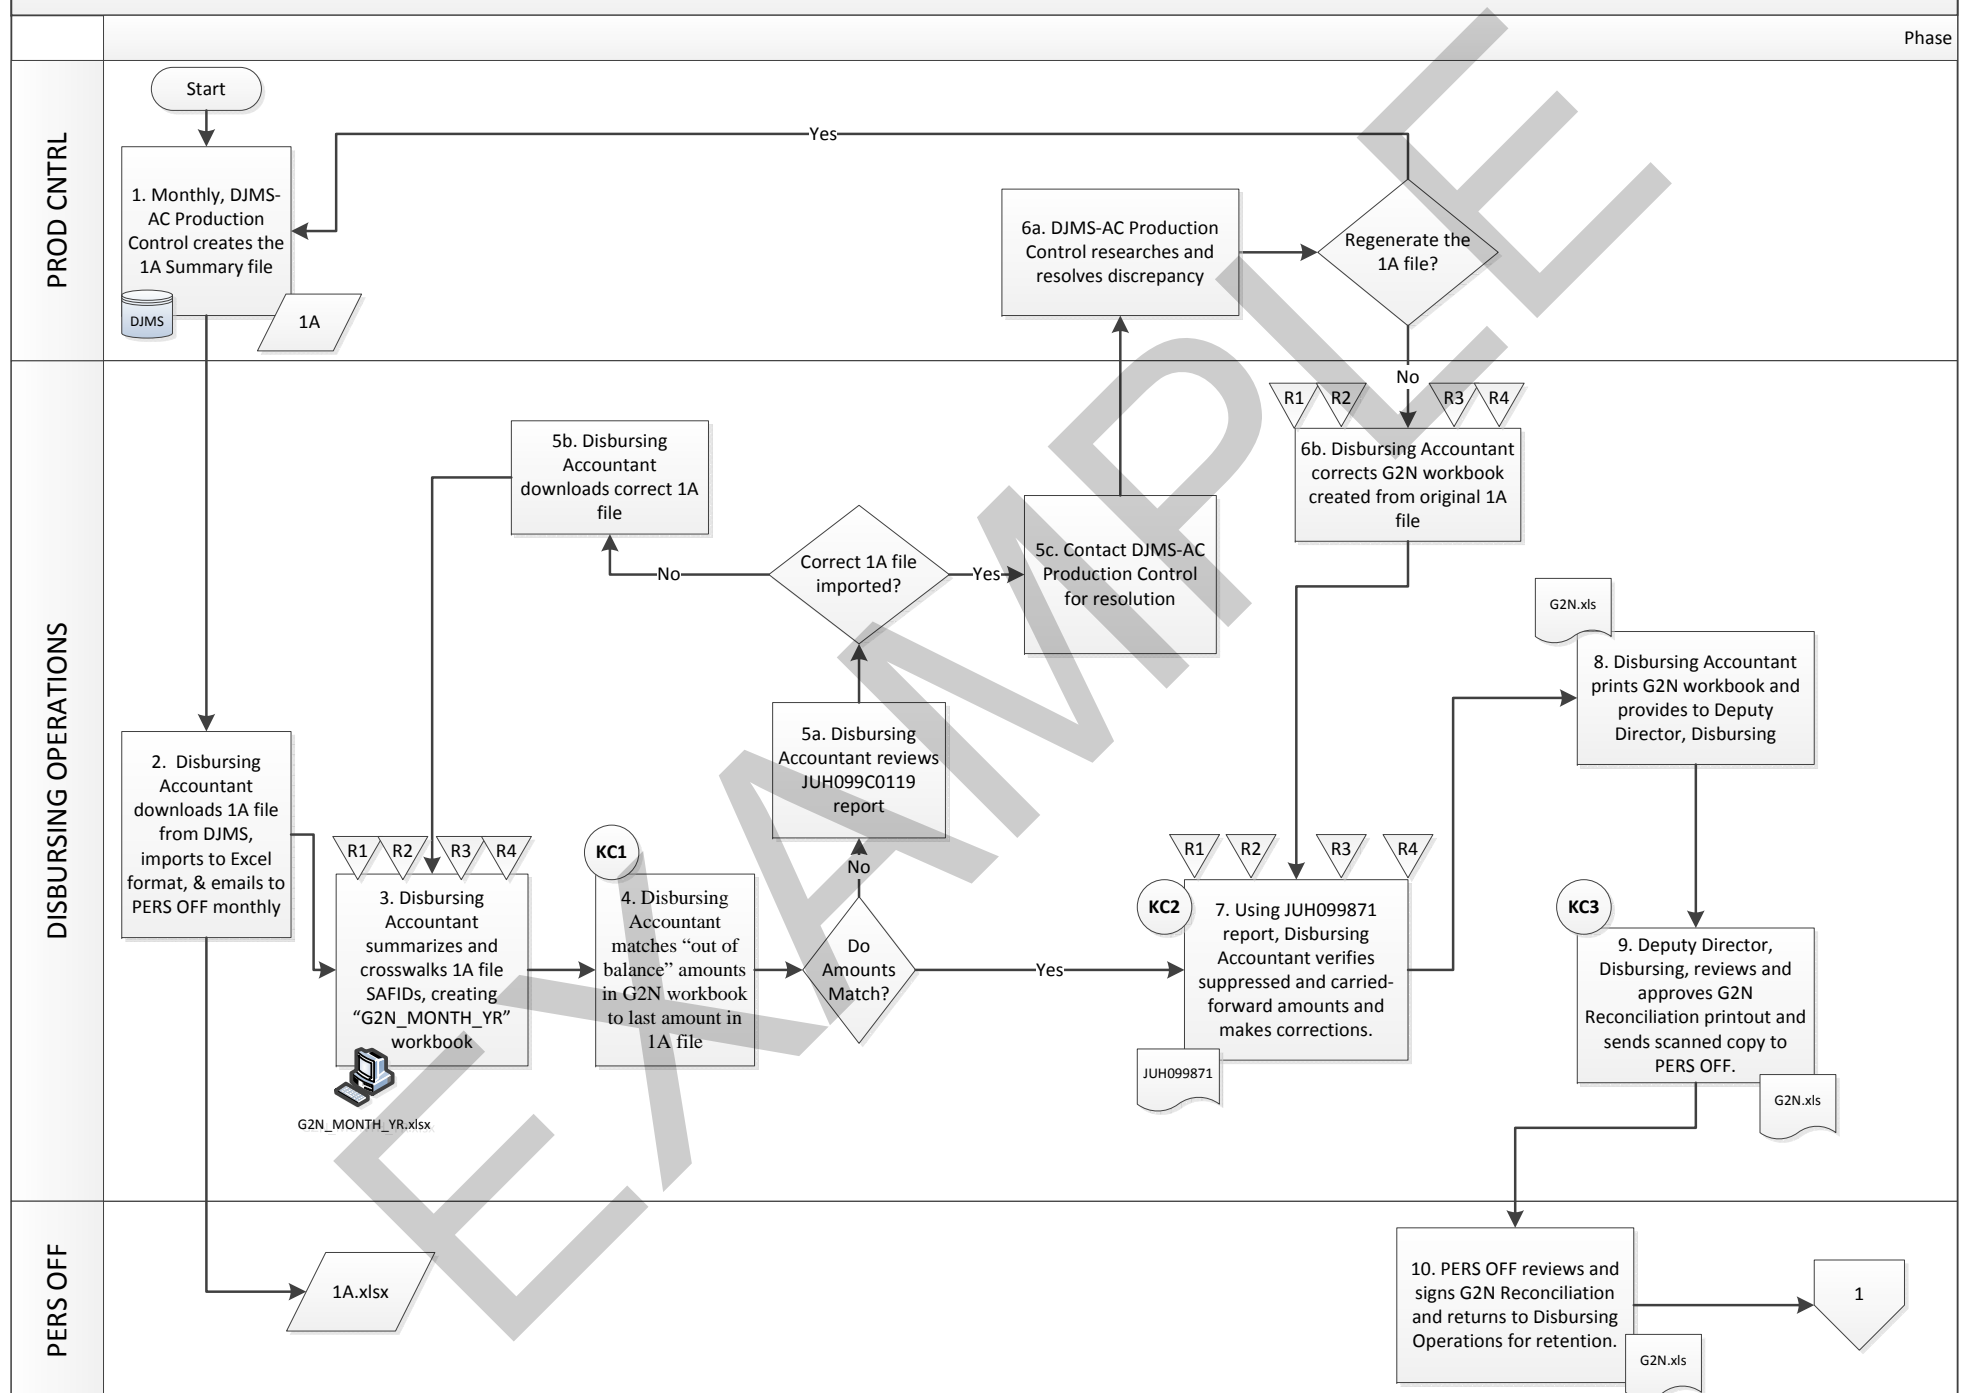 Phase
PROD CNTRL
Start
Yes
1. Monthly, DJMS-
AC Production
Control creates the
1A Summary file
DJMS
1A
6a. DJMS-AC Production
Control researches and
resolves discrepancy
Regenerate the
1A file?
No
DISBURSING OPERATIONS
R1
R2
R3
R4
5b. Disbursing
Accountant
downloads correct 1A
file
6b. Disbursing Accountant
corrects G2N workbook
created from original 1A
file
Correct 1A file
imported?
No
Yes
5c. Contact DJMS-AC
Production Control
for resolution
G2N.xls
8. Disbursing Accountant
prints G2N workbook and
provides to Deputy
Director, Disbursing
5a. Disbursing
Accountant reviews
JUH099C0119
report
2. Disbursing
Accountant
downloads 1A file
from DJMS,
imports to Excel
format, & emails to
PERS OFF monthly
R1
R2
R3
R4
3. Disbursing
Accountant
summarizes and
crosswalks 1A file
SAFIDs, creating
“G2N_MONTH_YR”
workbook
G2N_MONTH_YR.xlsx
KC1
4. Disbursing
Accountant
matches “out of
balance” amounts
in G2N workbook
to last amount in
1A file
No
Do
Amounts
Match?
Yes
R1
R2
R3
R4
KC2
7. Using JUH099871
report, Disbursing
Accountant verifies
suppressed and carried-
forward amounts and
makes corrections.
JUH099871
KC3
9. Deputy Director,
Disbursing, reviews and
approves G2N
Reconciliation printout and
sends scanned copy to
PERS OFF.
G2N.xls
PERS OFF
1A.xlsx
10. PERS OFF reviews and
signs G2N Reconciliation
and returns to Disbursing
Operations for retention.
G2N.xls
1
EXAMPLE